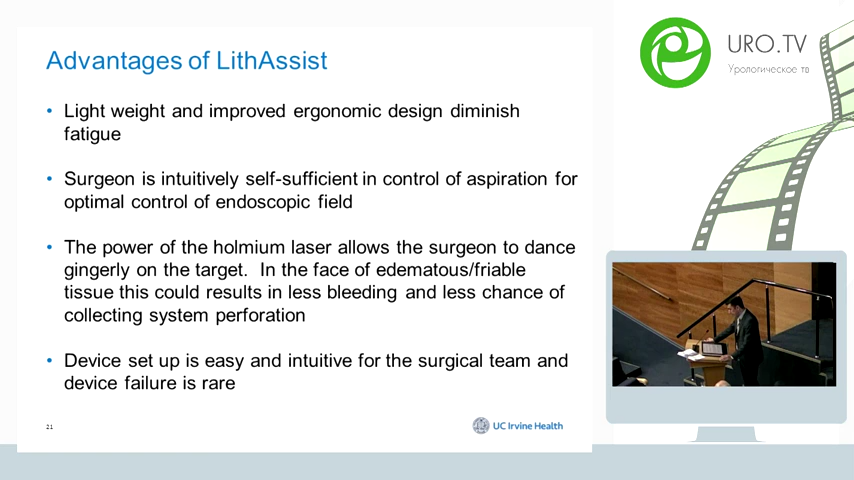 Advantages of LithAssist
• Light weight and improved ergonomic design diminish
fatigue
• Surgeon is intuitively self-sufficient in control of aspiration for
optimal control of endoscopic field
• The power of the holmium laser allows the surgeon to dance
gingerly on the target. In the face of edematous/friable
tissue this could results in less bleeding and less chance of
collecting system perforation
• Device set up is easy and intuitive for the surgical team and
device failure is rare
21
UC Irvine Health
URO.TV
Урологическое тв